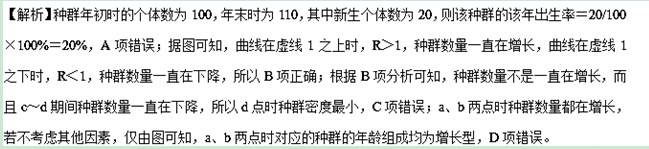 【解析】种群年初时的个体数为 100，年末时为 110，其中新生个体数为 20，则该种群的该年出生率=20/100
×100%=20%，A 项错误；据图可知，曲线在虚线 1 之上时，R＞1，种群数量一直在增长，曲线在虚线 1
之下时，R＜1，种群数量一直在下降，所以 B 项正确；根据 B 项分析可知，种群数量不是一直在增长，而
且 c～d 期间种群数量一直在下降，所以 d 点时种群密度最小，C 项错误；a、b 两点时种群数量都在增长，
若不考虑其他因素，仅由图可知，a、b 两点时对应的种群的年龄组成均为增长型，D 项错误。